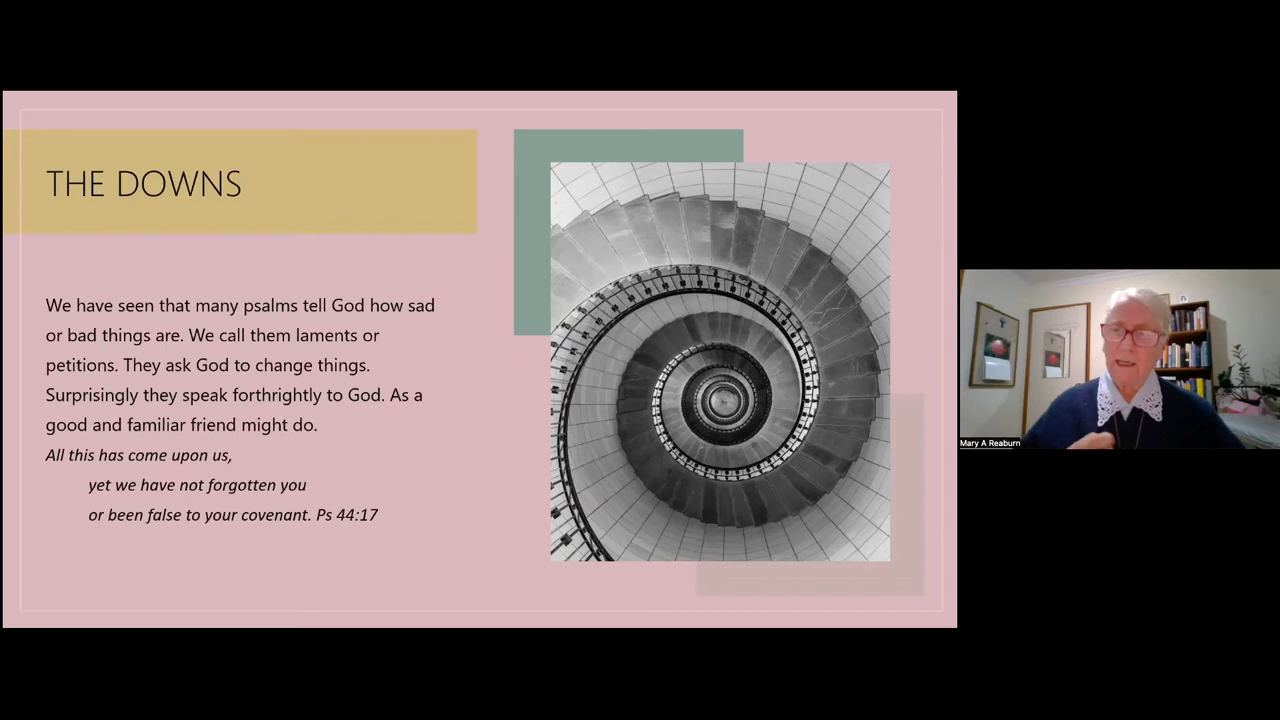 THE DOWNS
We have seen that many psalms tell God how sad
or bad things are. We call them laments or
petitions. They ask God to change things.
Surprisingly they speak forthrightly to God. As a
good and familiar friend might do.
All this has come upon us,
yet we have not forgotten you
or been false to your covenant. Ps 44:17
Mary A Reaburn